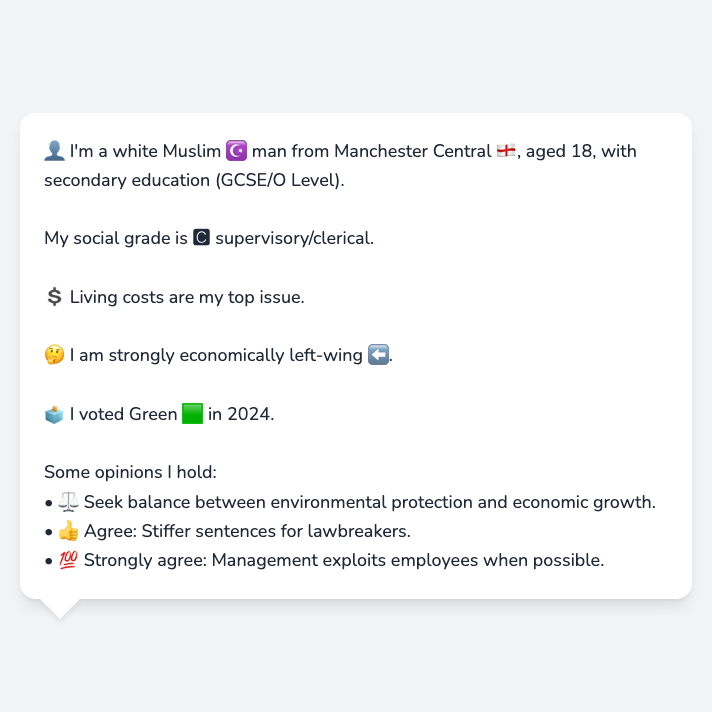 👤 I'm a white Muslim ☪️ man from Manchester Central 🏴󠁧󠁢󠁥󠁮󠁧󠁿, aged 18, with
secondary education (GCSE/O Level).
My social grade is 🅲 supervisory/clerical.
💲 Living costs are my top issue.
🤔 I am strongly economically left-wing ⬅️.
🗳️ I voted Green 🟩 in 2024.
Some opinions I hold:
• ⚖️ Seek balance between environmental protection and economic growth.
• 👍 Agree: Stiffer sentences for lawbreakers.
• 💯 Strongly agree: Management exploits employees when possible.